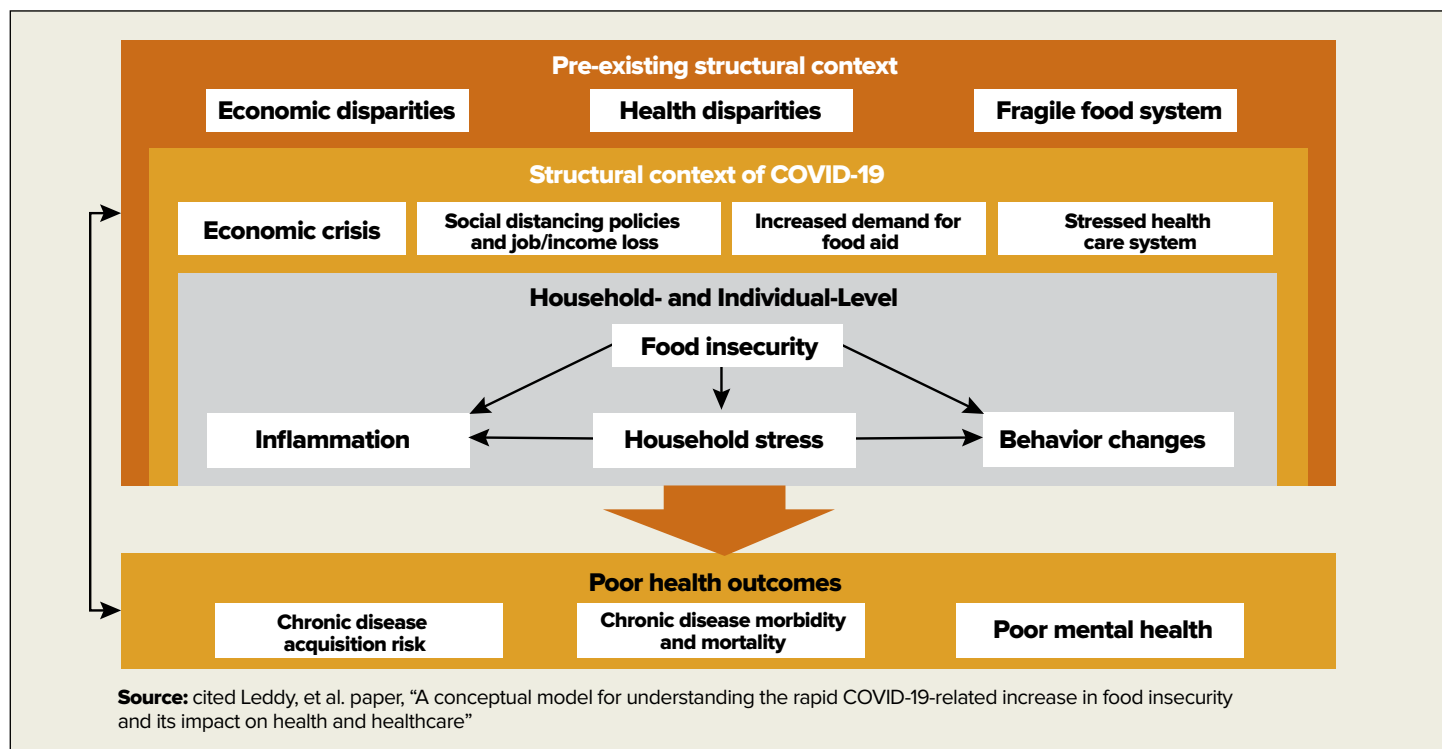 Pre-existing structural context
Economic disparities
Health disparities
Fragile food system
Structural context of COVID-19
Economic crisis
Social distancing policies
and job/income loss
Increased demand for
food aid
Stressed health
care system
Household- and Individual-Level
Food insecurity
Inflammation
Household stress
Behavior changes
Poor health outcomes
Chronic disease
acquisition risk
Chronic disease morbidity
and mortality
Poor mental health
Source: cited Leddy, et al. paper, “A conceptual model for understanding the rapid COVID-19-related increase in food insecurity
and its impact on health and healthcare”